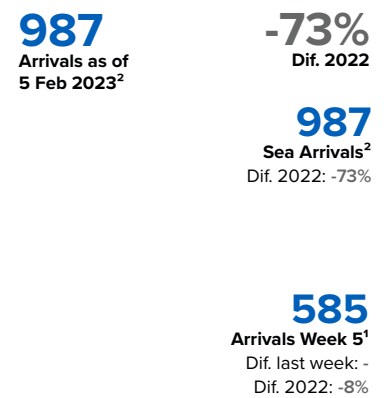 987
Arrivals as of
5 Feb 2023²
-73%
Dif. 2022
987
Sea Arrivals²
Dif. 2022: -73%
585
Arrivals Week 5¹
Dif. last week: -
Dif. 2022: -8%